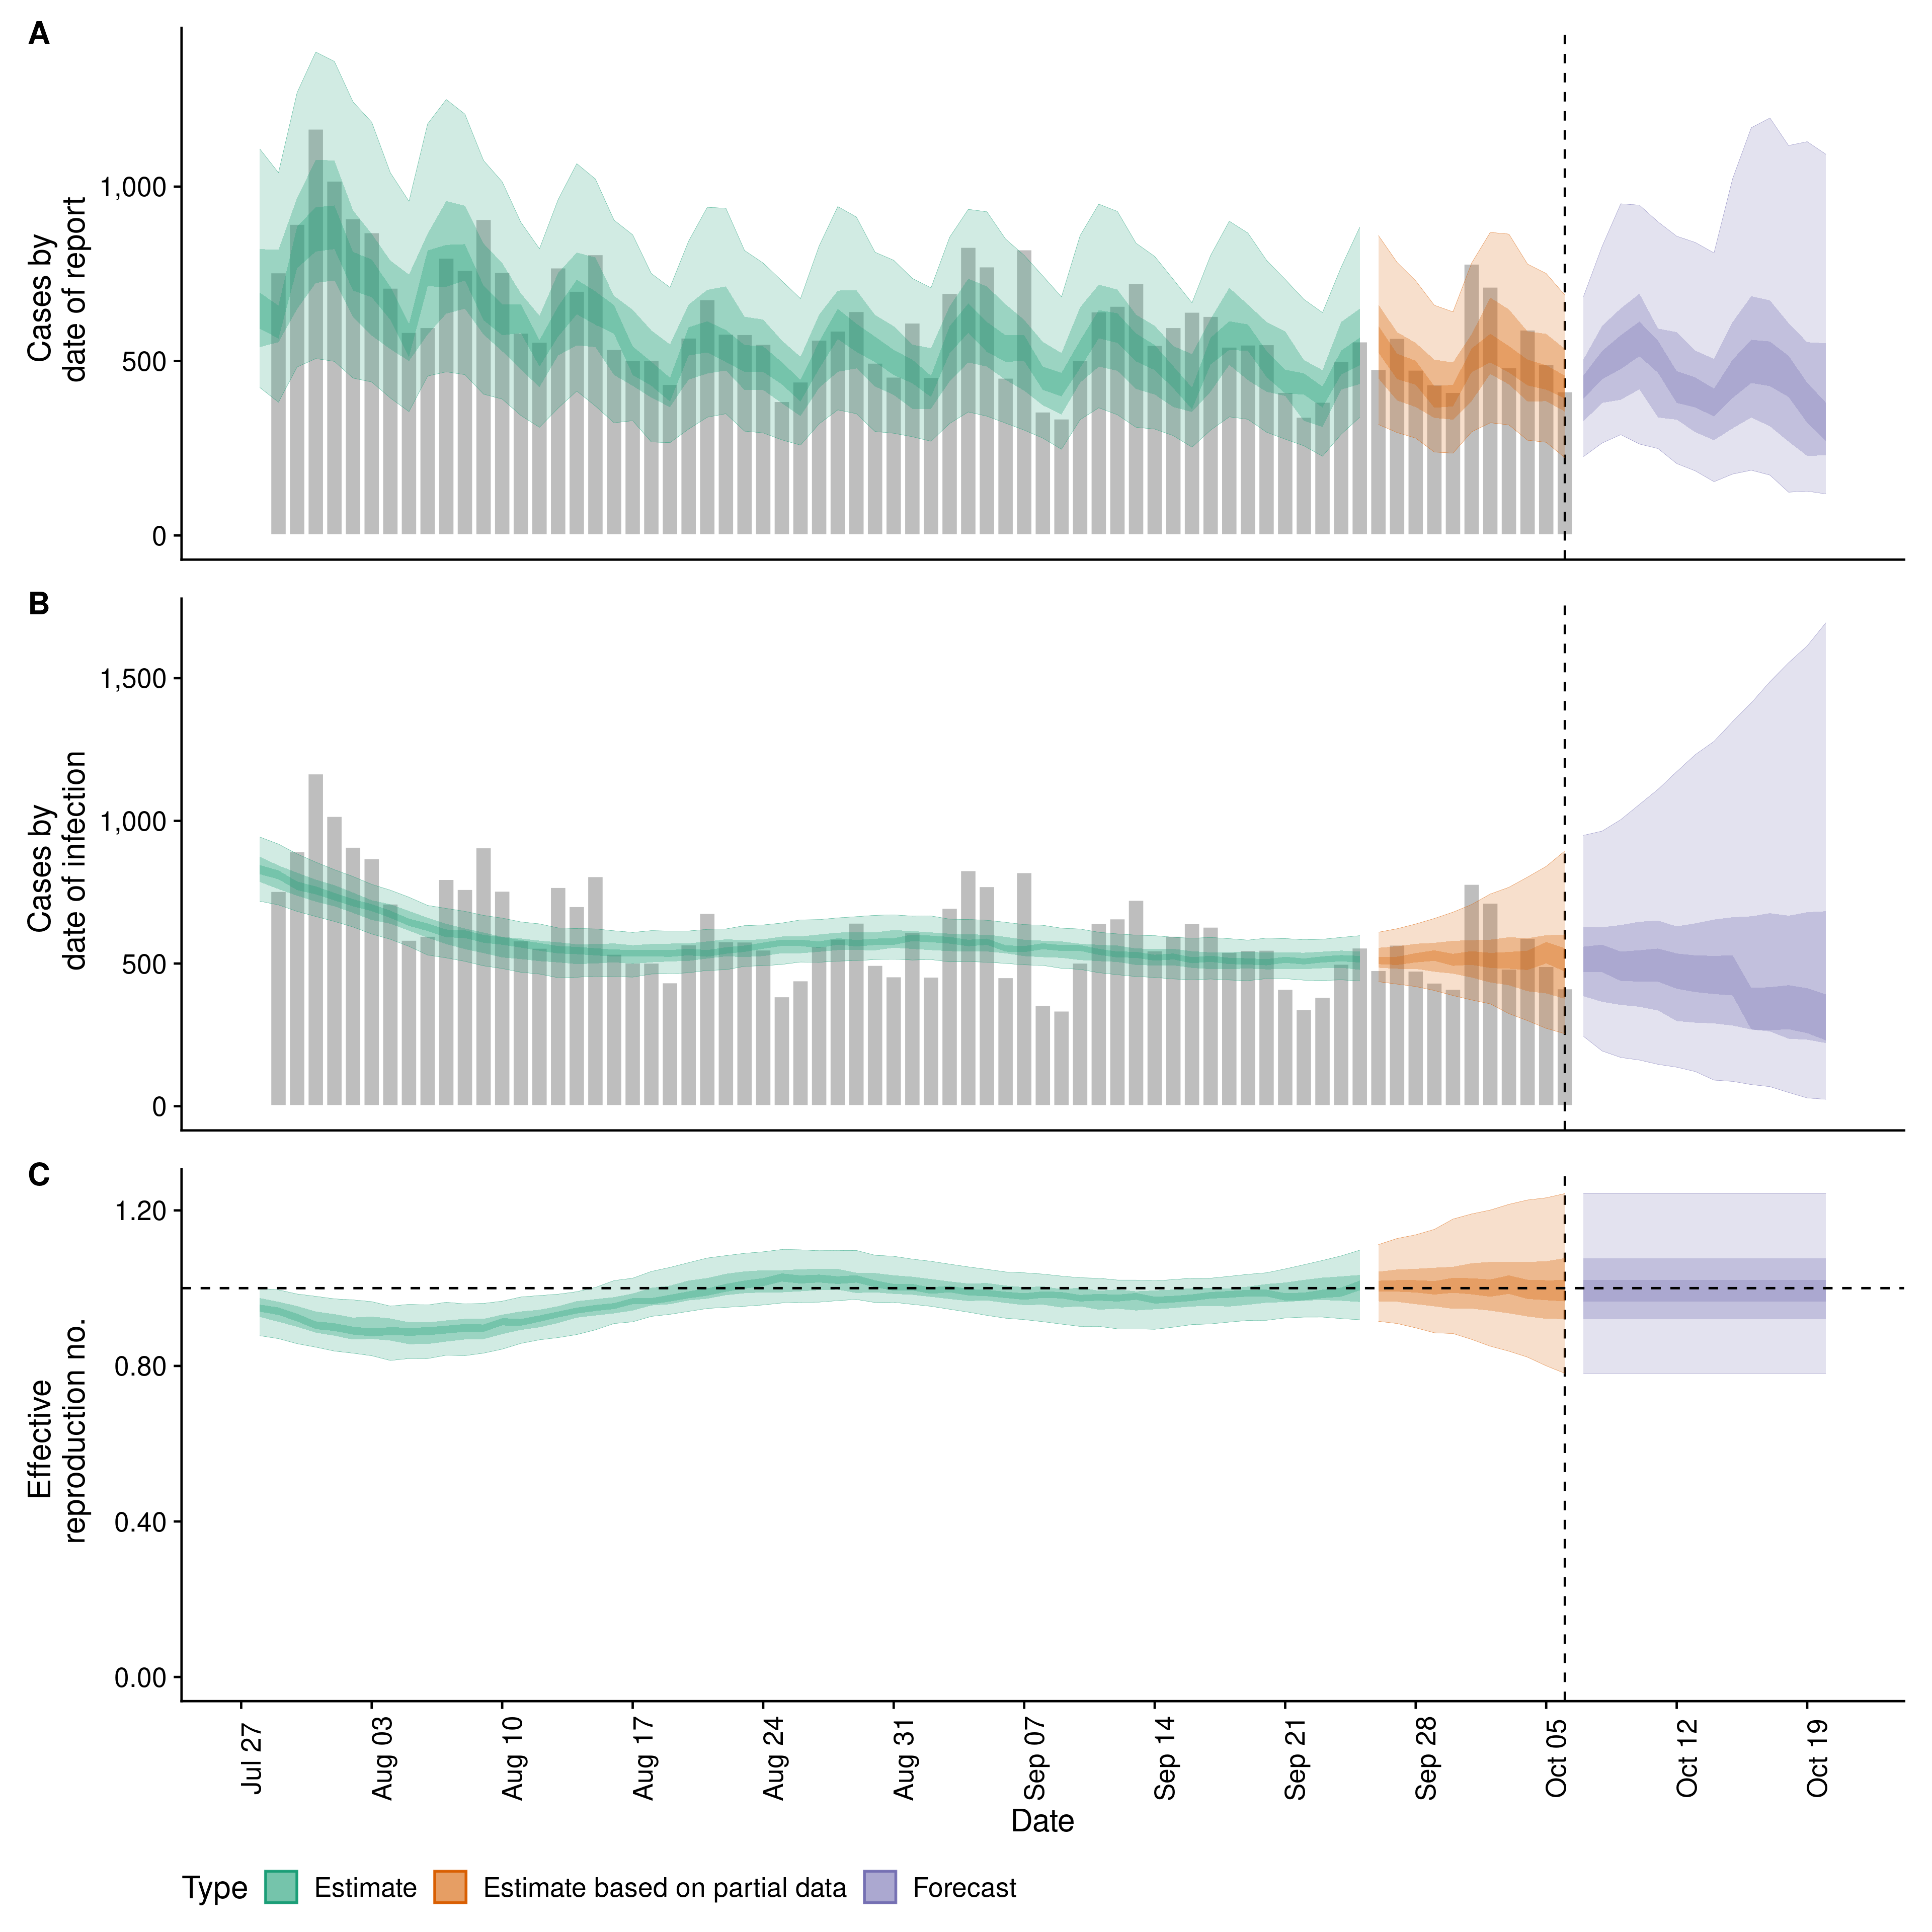 A
Cases by
date of report
1,000
500
0
B
Cases by
date of infection
1,500
1,000
500
0
C
Effective
reproduction no.
1.20
0.80
0.40
0.00
Jul 27
Aug 03
Aug 10
Aug 17
Aug 24
Aug 31
Sep 07
Sep 14
Sep 21
Sep 28
Oct 05
Oct 12
Oct 19
Date
Type Estimate Estimate based on partial data Forecast